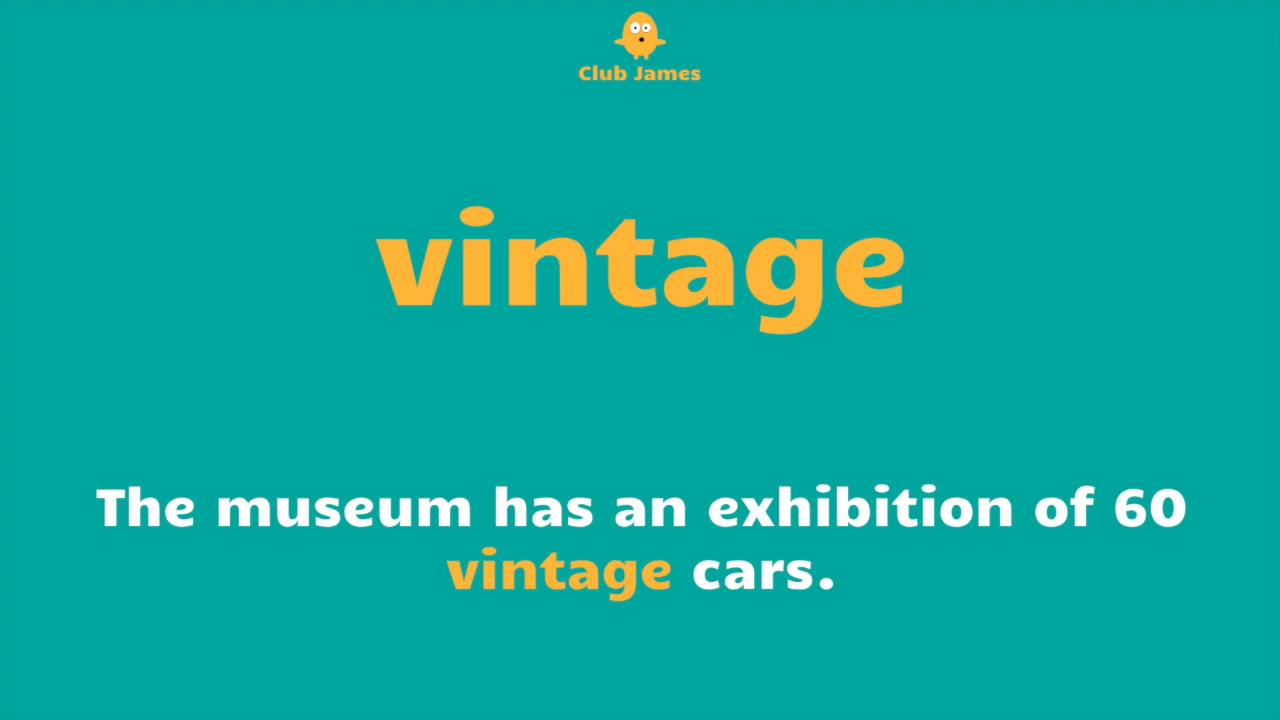 Club James
vintage
The museum has an exhibition of 60
vintage cars.